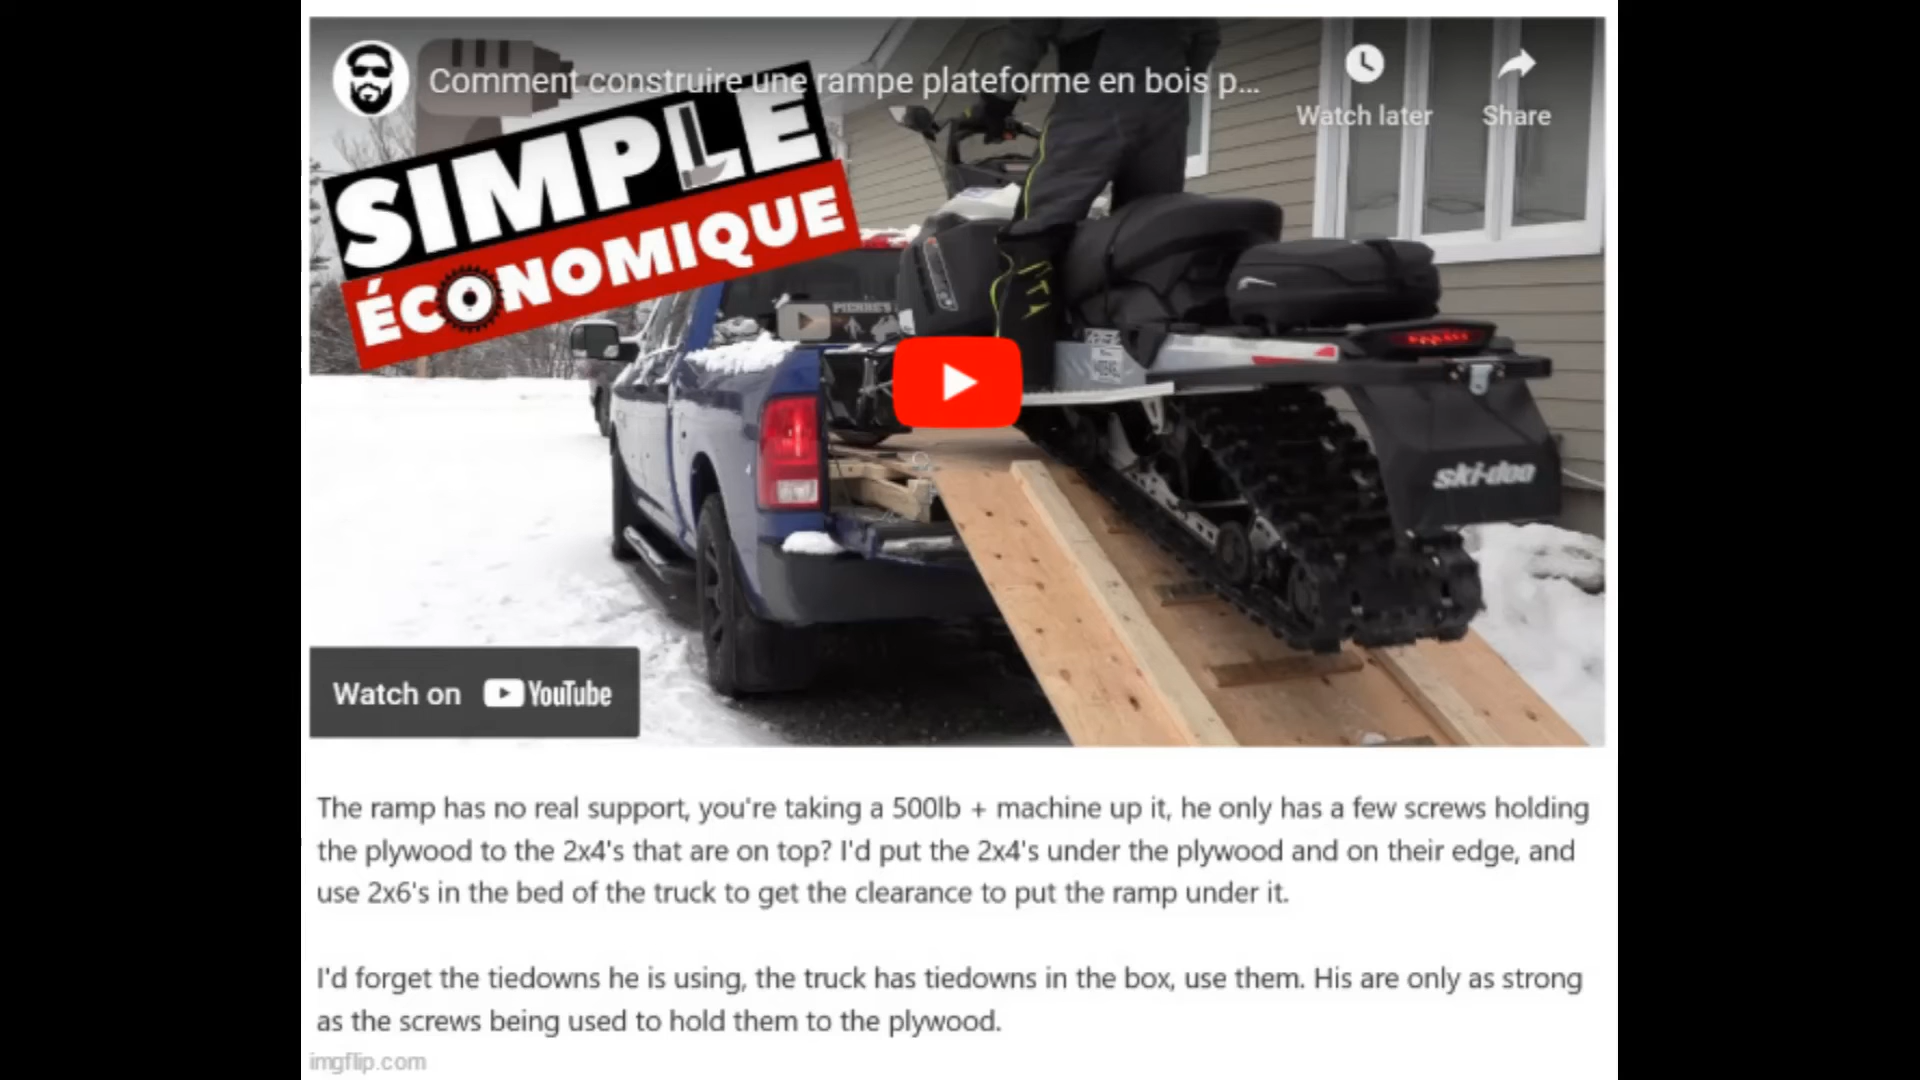 Comment construire une rampe plateforme en bois p...
Watch later
Share
SIMPLE
ÉCONOMIQUE
PIERRE'S
ski-doo
Watch on YouTube
The ramp has no real support, you're taking a 500lb + machine up it, he only has a few screws holding
the plywood to the 2x4's that are on top? I'd put the 2x4's under the plywood and on their edge, and
use 2x6's in the bed of the truck to get the clearance to put the ramp under it.
I'd forget the tiedowns he is using, the truck has tiedowns in the box, use them. His are only as strong
as the screws being used to hold them to the plywood.
imgflip.com